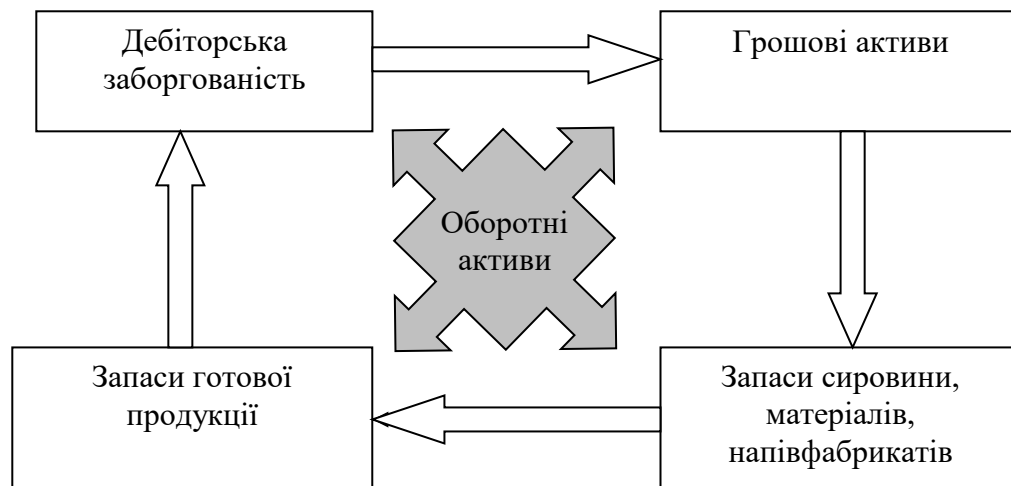 Дебіторська
заборгованість
Грошові активи
Оборотні
активи
Запаси готової
продукції
Запаси сировини,
матеріалів,
напівфабрикатів